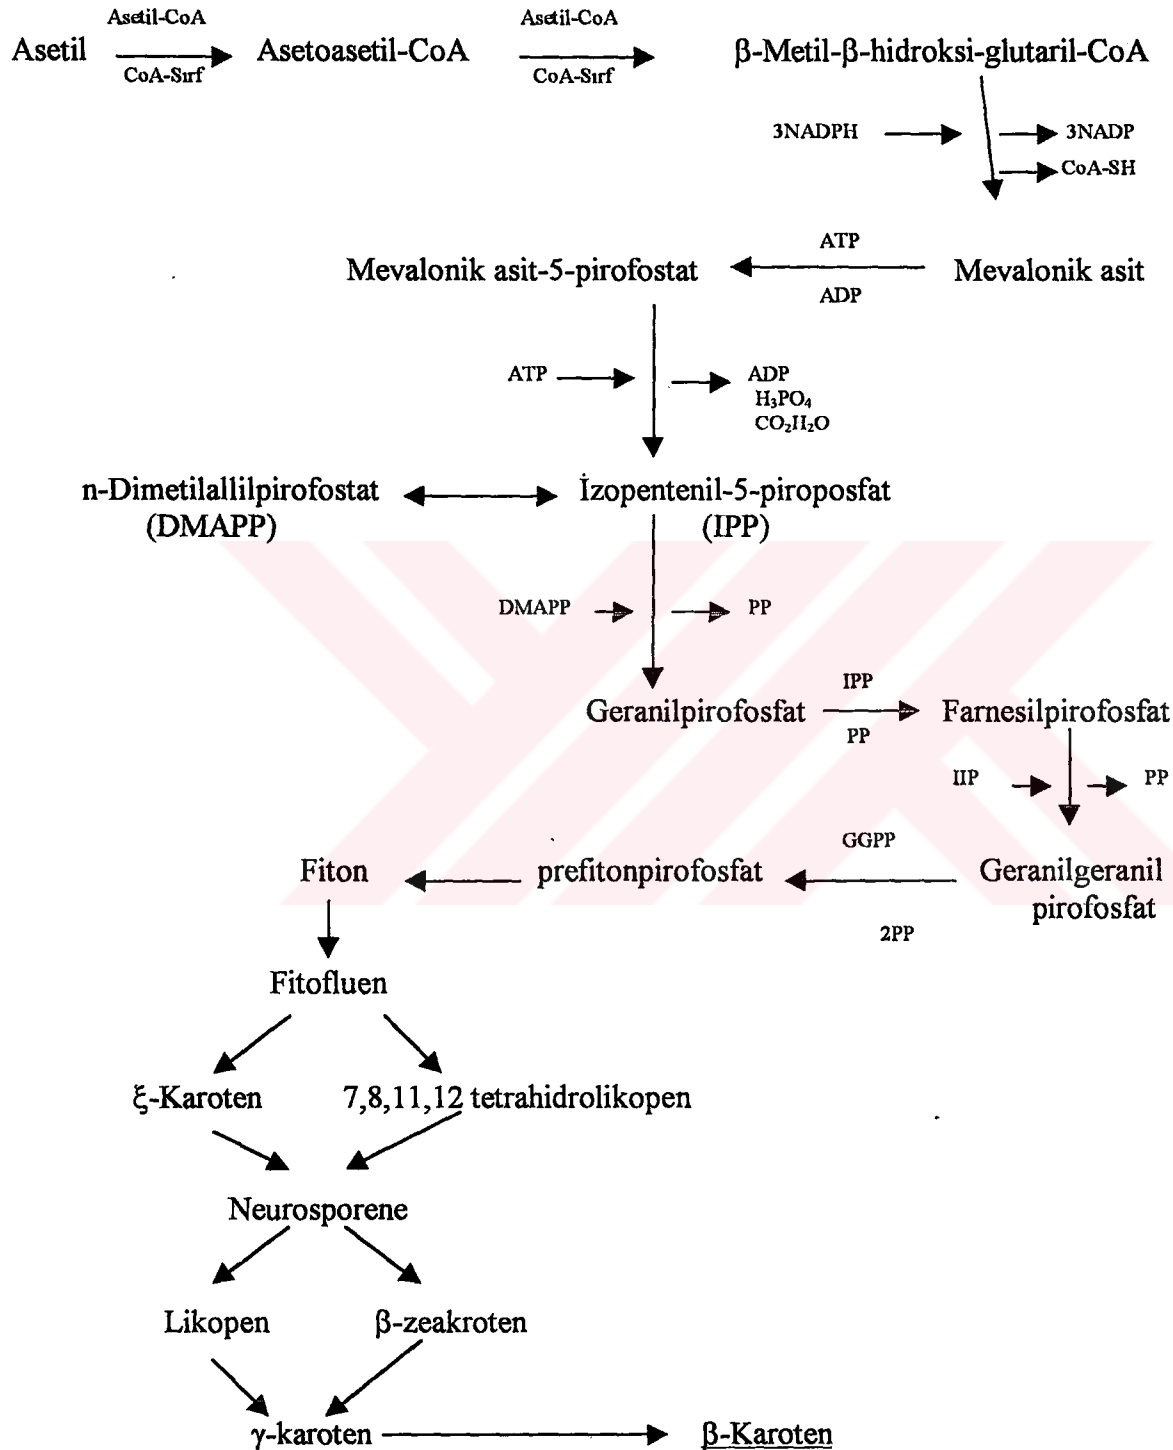 Asetil-CoA
Asetil-CoA
Asetil
Asetoasetil-CoA
β-Metil-β-hidroksi-glutaril-CoA
CoA-Sırf
CoA-Sırf
3NADPH
3NADP
CoA-SH
ATP
Mevalonik asit-5-pirofostat
Mevalonik asit
ADP
ATP
ADP
H₃PO₄
CO₂H₂O
n-Dimetilallilpirofostat
İzopentenil-5-piroposfat
(DMAPP)
(IPP)
DMAPP
PP
IPP
Geranilpirofosfat
Farnesilpirofosfat
PP
IIP
PP
GGPP
Fiton
prefitonpirofosfat
Geranilgeranil
pirofosfat
2PP
Fitofluen
ξ-Karoten
7,8,11,12 tetrahidrolikopen
Neurosporene
Likopen
β-zeakroten
γ-karoten
β-Karoten